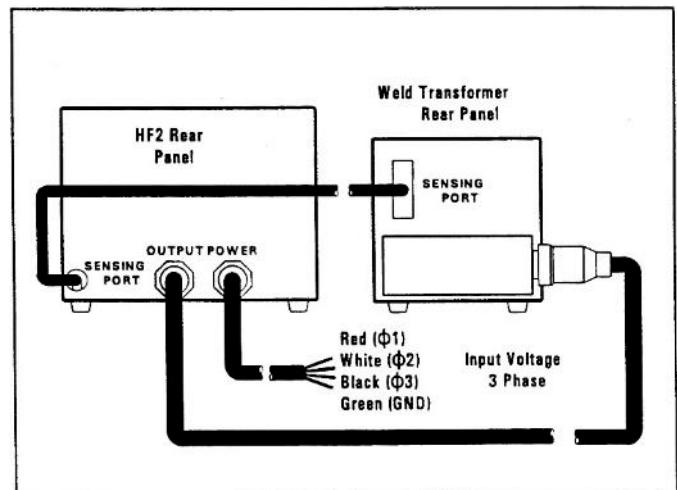 Weld Transformer
Rear Panel
HF2 Rear
Panel
SENSING
PORT
OUTPUT POWER
SENSING
PORT
Red (ϕ1)
White (ϕ2)
Black (ϕ3)
Green (GND)
Input Voltage
3 Phase